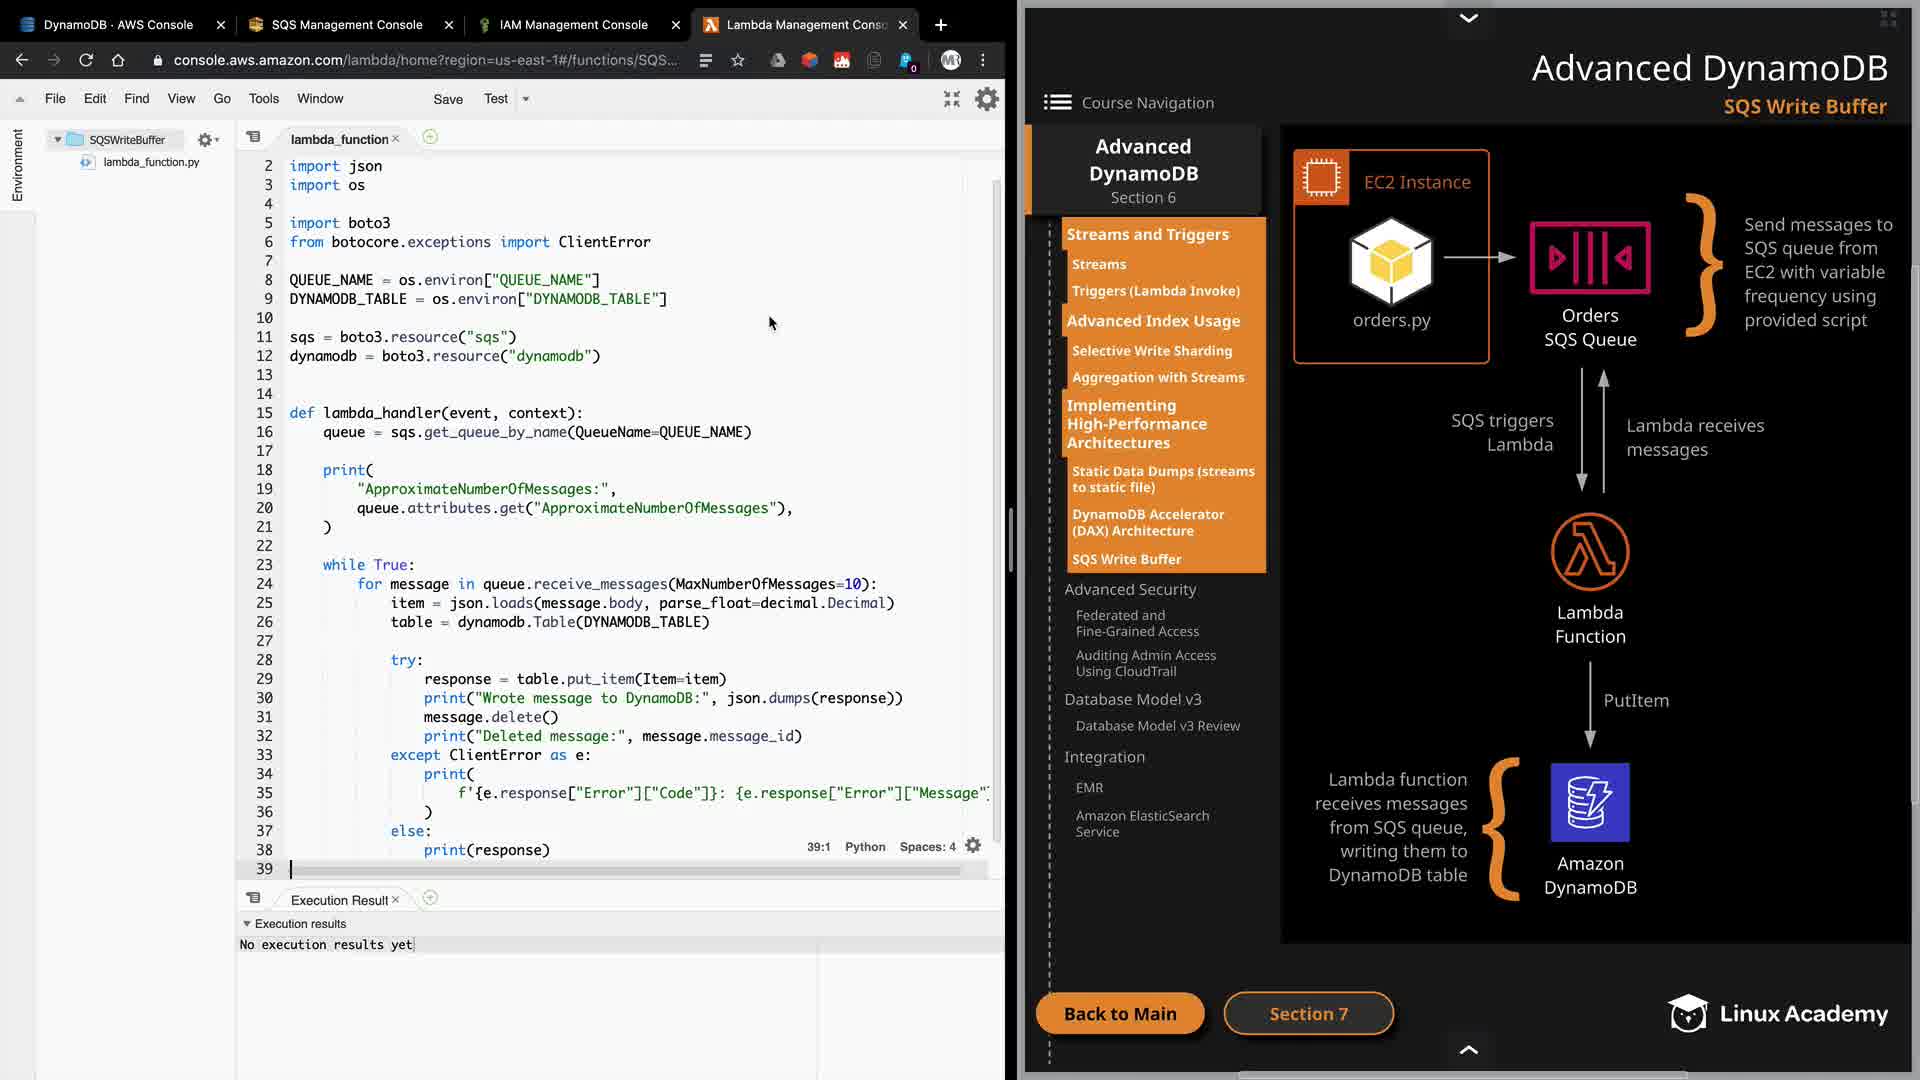 DynamoDB · AWS Console
SQS Management Console
IAM Management Console
Lambda Management Conso
console.aws.amazon.com/lambda/home?region=us-east-1#/functions/SQS...
0
File Edit Find View Go Tools Window Save Test
Environment
SQSWriteBuffer
lambda_function.py
lambda_function
2 import json
3 import os
4
5 import boto3
6 from botocore.exceptions import ClientError
7
8 QUEUE_NAME = os.environ["QUEUE_NAME"]
9 DYNAMODB_TABLE = os.environ["DYNAMODB_TABLE"]
10
11 sqs = boto3.resource("sqs")
12 dynamodb = boto3.resource("dynamodb")
13
14
15 def lambda_handler(event, context):
16 queue = sqs.get_queue_by_name(QueueName=QUEUE_NAME)
17
18 print(
19 "ApproximateNumberOfMessages:",
20 queue.attributes.get("ApproximateNumberOfMessages"),
21 )
22
23 while True:
24 for message in queue.receive_messages(MaxNumberOfMessages=10):
25 item = json.loads(message.body, parse_float=decimal.Decimal)
26 table = dynamodb.Table(DYNAMODB_TABLE)
27
28 try:
29 response = table.put_item(Item=item)
30 print("Wrote message to DynamoDB:", json.dumps(response))
31 message.delete()
32 print("Deleted message:", message.message_id)
33 except ClientError as e:
34 print(
35 f'{e.response["Error"]["Code"]}: {e.response["Error"]["Message"]
36 )
37 else:
38 print(response)
39
39:1 Python Spaces: 4
Execution Result
Execution results
No execution results yet
Advanced DynamoDB
SQS Write Buffer
Course Navigation
Advanced
DynamoDB
Section 6
Streams and Triggers
Streams
Triggers (Lambda Invoke)
Advanced Index Usage
Selective Write Sharding
Aggregation with Streams
Implementing
High-Performance
Architectures
Static Data Dumps (streams
to static file)
DynamoDB Accelerator
(DAX) Architecture
SQS Write Buffer
Advanced Security
Federated and
Fine-Grained Access
Auditing Admin Access
Using CloudTrail
Database Model v3
Database Model v3 Review
Integration
EMR
Amazon ElasticSearch
Service
EC2 Instance
orders.py
Orders
SQS Queue
Send messages to
SQS queue from
EC2 with variable
frequency using
provided script
SQS triggers
Lambda
Lambda receives
messages
Lambda
Function
PutItem
Lambda function
receives messages
from SQS queue,
writing them to
DynamoDB table
Amazon
DynamoDB
Back to Main
Section 7
Linux Academy